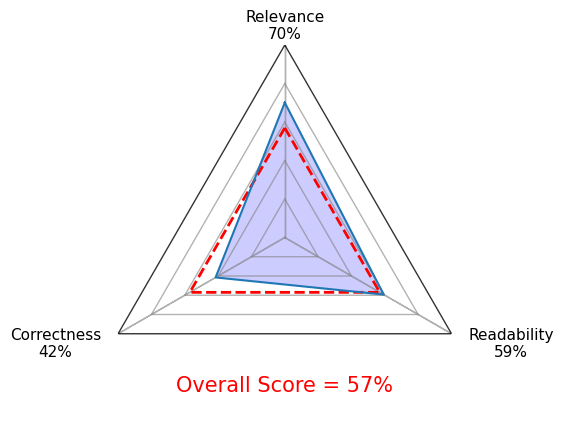 Relevance
70%
Correctness
42%
Readability
59%
Overall Score = 57%